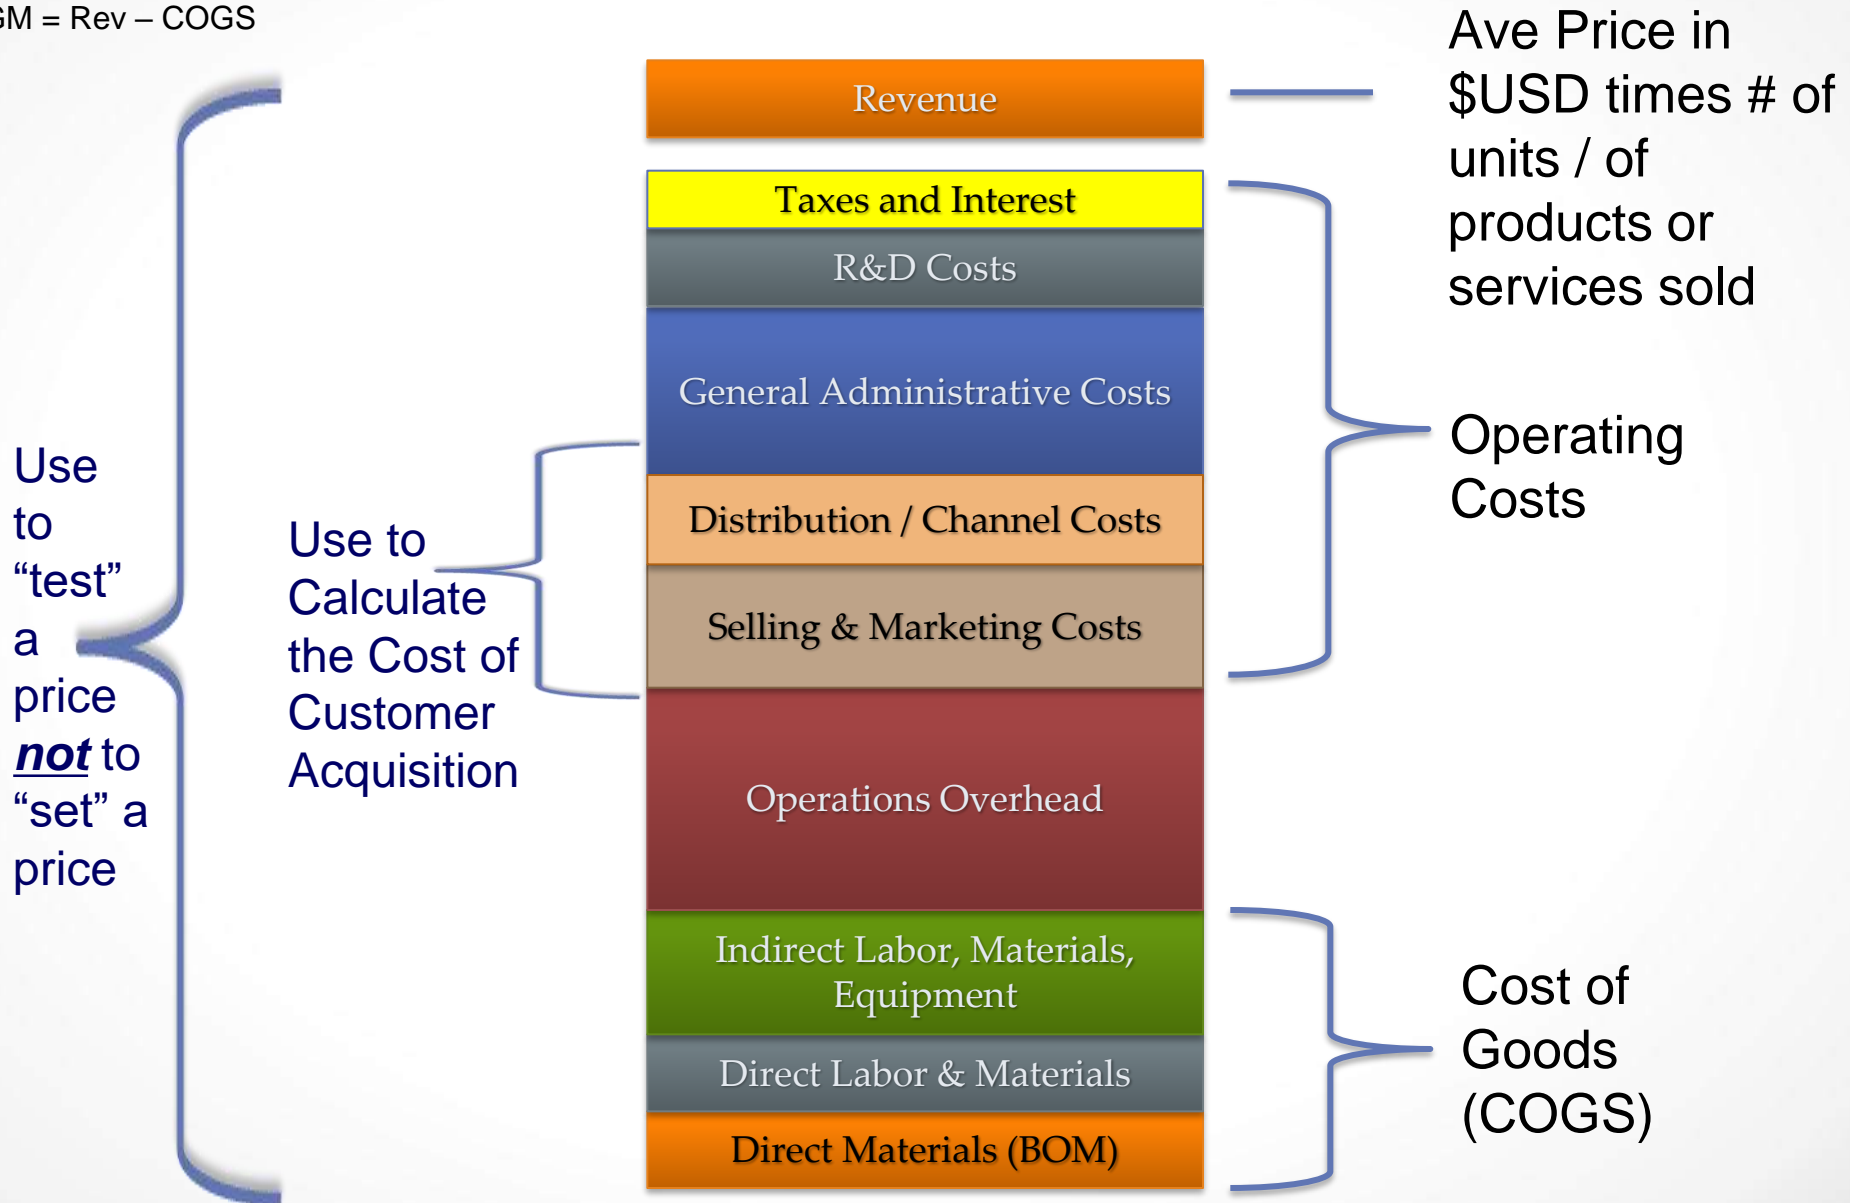 GM = Rev – COGS
Revenue
Ave Price in
$USD times # of
units / of
products or
services sold
Taxes and Interest
R&D Costs
General Administrative Costs
Distribution / Channel Costs
Selling & Marketing Costs
Operating
Costs
Use
to
“test”
a
price
not to
“set” a
price
Use to
Calculate
the Cost of
Customer
Acquisition
Operations Overhead
Indirect Labor, Materials,
Equipment
Direct Labor & Materials
Direct Materials (BOM)
Cost of
Goods
(COGS)